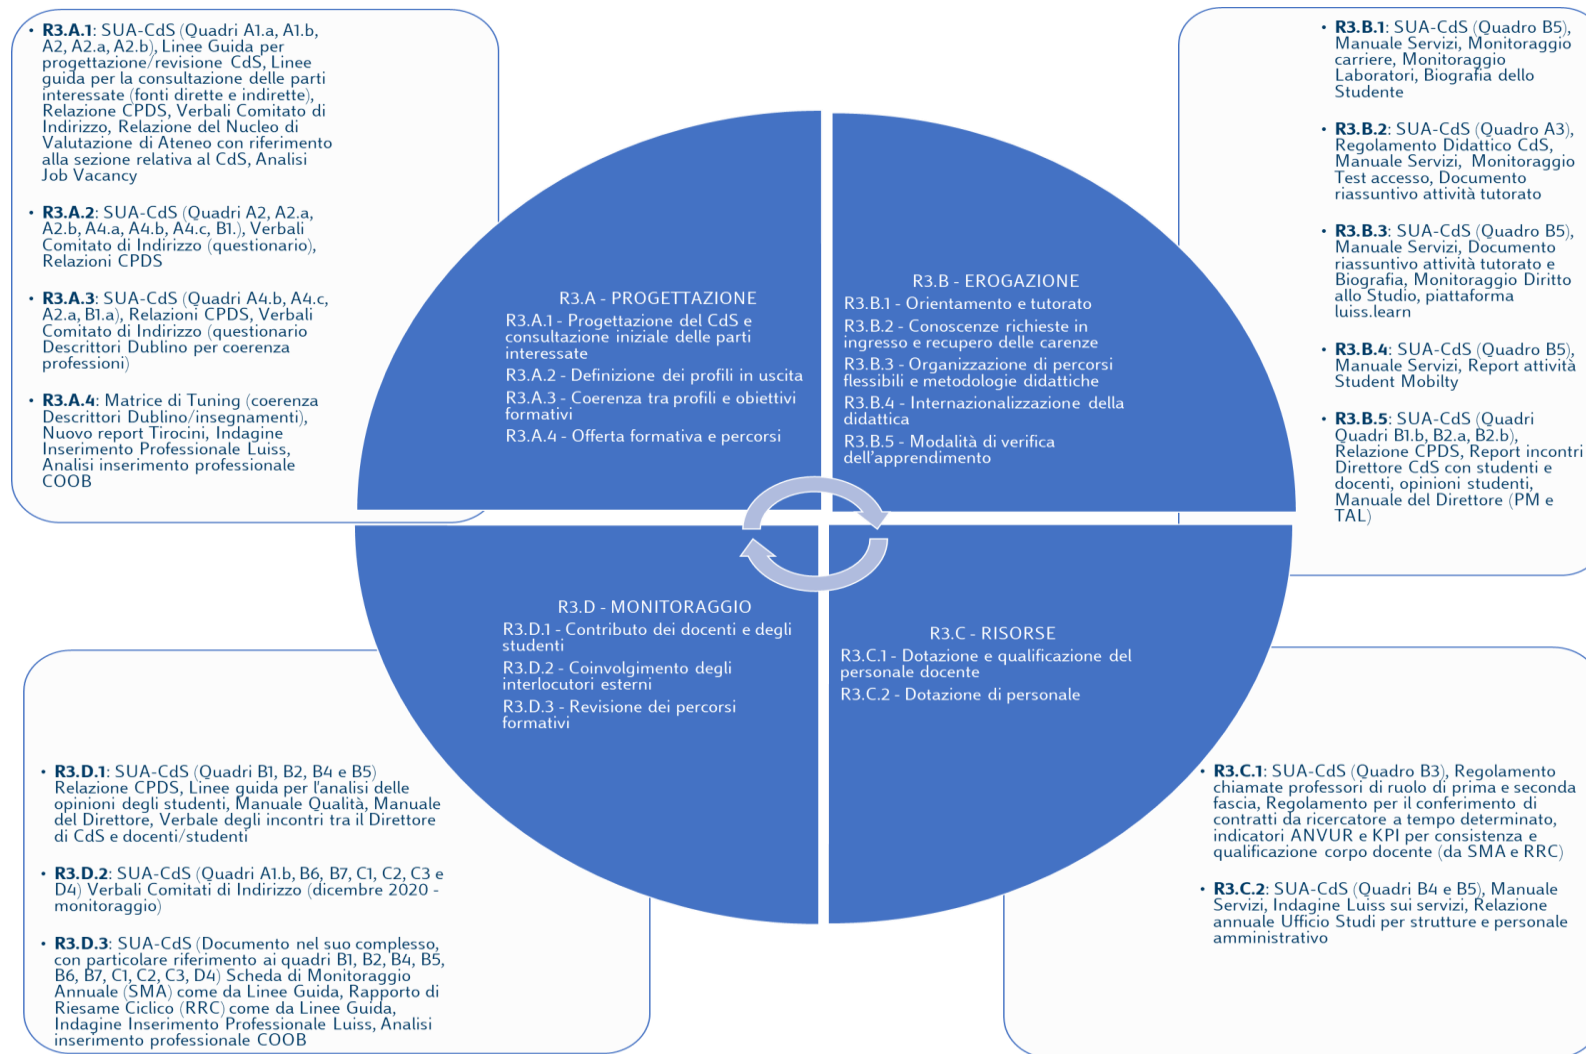 • R3.A.1: SUA-CdS (Quadri A1.a, A1.b,
A2, A2.a, A2.b), Linee Guida per
progettazione/revisione CdS, Linee
guida per la consultazione delle parti
interessate (fonti dirette e indirette),
Relazione CPDS, Verbali Comitato di
Indirizzo, Relazione del Nucleo di
Valutazione di Ateneo con riferimento
alla sezione relativa al CdS, Analisi
Job Vacancy
• R3.A.2: SUA-CdS (Quadri A2, A2.a,
A2.b, A4.a, A4.b, A4.c, B1.), Verbali
Comitato di Indirizzo (questionario),
Relazioni CPDS
• R3.A.3: SUA-CdS (Quadri A4.b, A4.c,
A2.a, B1.a), Relazioni CPDS, Verbali
Comitato di Indirizzo (questionario
Descrittori Dublino per coerenza
professioni)
• R3.A.4: Matrice di Tuning (coerenza
Descrittori Dublino/insegnamenti),
Nuovo report Tirocini, Indagine
Inserimento Professionale Luiss,
Analisi inserimento professionale
COOB
R3.A - PROGETTAZIONE
R3.A.1 - Progettazione del CdS e
consultazione iniziale delle parti
interessate
R3.A.2 - Definizione dei profili in uscita
R3.A.3 - Coerenza tra profili e obiettivi
formativi
R3.A.4 - Offerta formativa e percorsi
R3.B - EROGAZIONE
R3.B.1 - Orientamento e tutorato
R3.B.2 - Conoscenze richieste in
ingresso e recupero delle carenze
R3.B.3 - Organizzazione di percorsi
flessibili e metodologie didattiche
R3.B.4 - Internazionalizzazione della
didattica
R3.B.5 - Modalità di verifica
dell'apprendimento
• R3.B.1: SUA-CdS (Quadro B5),
Manuale Servizi, Monitoraggio
carriere, Monitoraggio
Laboratori, Biografia dello
Studente
• R3.B.2: SUA-CdS (Quadro A3),
Regolamento Didattico CdS,
Manuale Servizi, Monitoraggio
Test accesso, Documento
riassuntivo attività tutorato
• R3.B.3: SUA-CdS (Quadro B5),
Manuale Servizi, Documento
riassuntivo attività tutorato e
Biografia, Monitoraggio Diritto
allo Studio, piattaforma
luiss.learn
• R3.B.4: SUA-CdS (Quadro B5),
Manuale Servizi, Report attività
Student Mobilty
• R3.B.5: SUA-CdS (Quadri
Quadri B1.b, B2.a, B2.b),
Relazione CPDS, Report incontri
Direttore CdS con studenti e
docenti, opinioni studenti,
Manuale del Direttore (PM e
TAL)
R3.D - MONITORAGGIO
R3.D.1 - Contributo dei docenti e degli
studenti
R3.D.2 - Coinvolgimento degli
interlocutori esterni
R3.D.3 - Revisione dei percorsi
formativi
R3.C - RISORSE
R3.C.1 - Dotazione e qualificazione del
personale docente
R3.C.2 - Dotazione di personale
• R3.D.1: SUA-CdS (Quadri B1, B2, B4 e B5)
Relazione CPDS, Linee guida per l'analisi delle
opinioni degli studenti, Manuale Qualità, Manuale
del Direttore, Verbale degli incontri tra il Direttore
di CdS e docenti/studenti
• R3.D.2: SUA-CdS (Quadri A1.b, B6, B7, C1, C2, C3 e
D4) Verbali Comitati di Indirizzo (dicembre 2020 -
monitoraggio)
• R3.D.3: SUA-CdS (Documento nel suo complesso,
con particolare riferimento ai quadri B1, B2, B4, B5,
B6, B7, C1, C2, C3, D4) Scheda di Monitoraggio
Annuale (SMA) come da Linee Guida, Rapporto di
Riesame Ciclico (RRC) come da Linee Guida,
Indagine Inserimento Professionale Luiss, Analisi
inserimento professionale COOB
• R3.C.1: SUA-CdS (Quadro B3), Regolamento
chiamate professori di ruolo di prima e seconda
fascia, Regolamento per il conferimento di
contratti da ricercatore a tempo determinato,
indicatori ANVUR e KPI per consistenza e
qualificazione corpo docente (da SMA e RRC)
• R3.C.2: SUA-CdS (Quadri B4 e B5), Manuale
Servizi, Indagine Luiss sui servizi, Relazione
annuale Ufficio Studi per strutture e personale
amministrativo